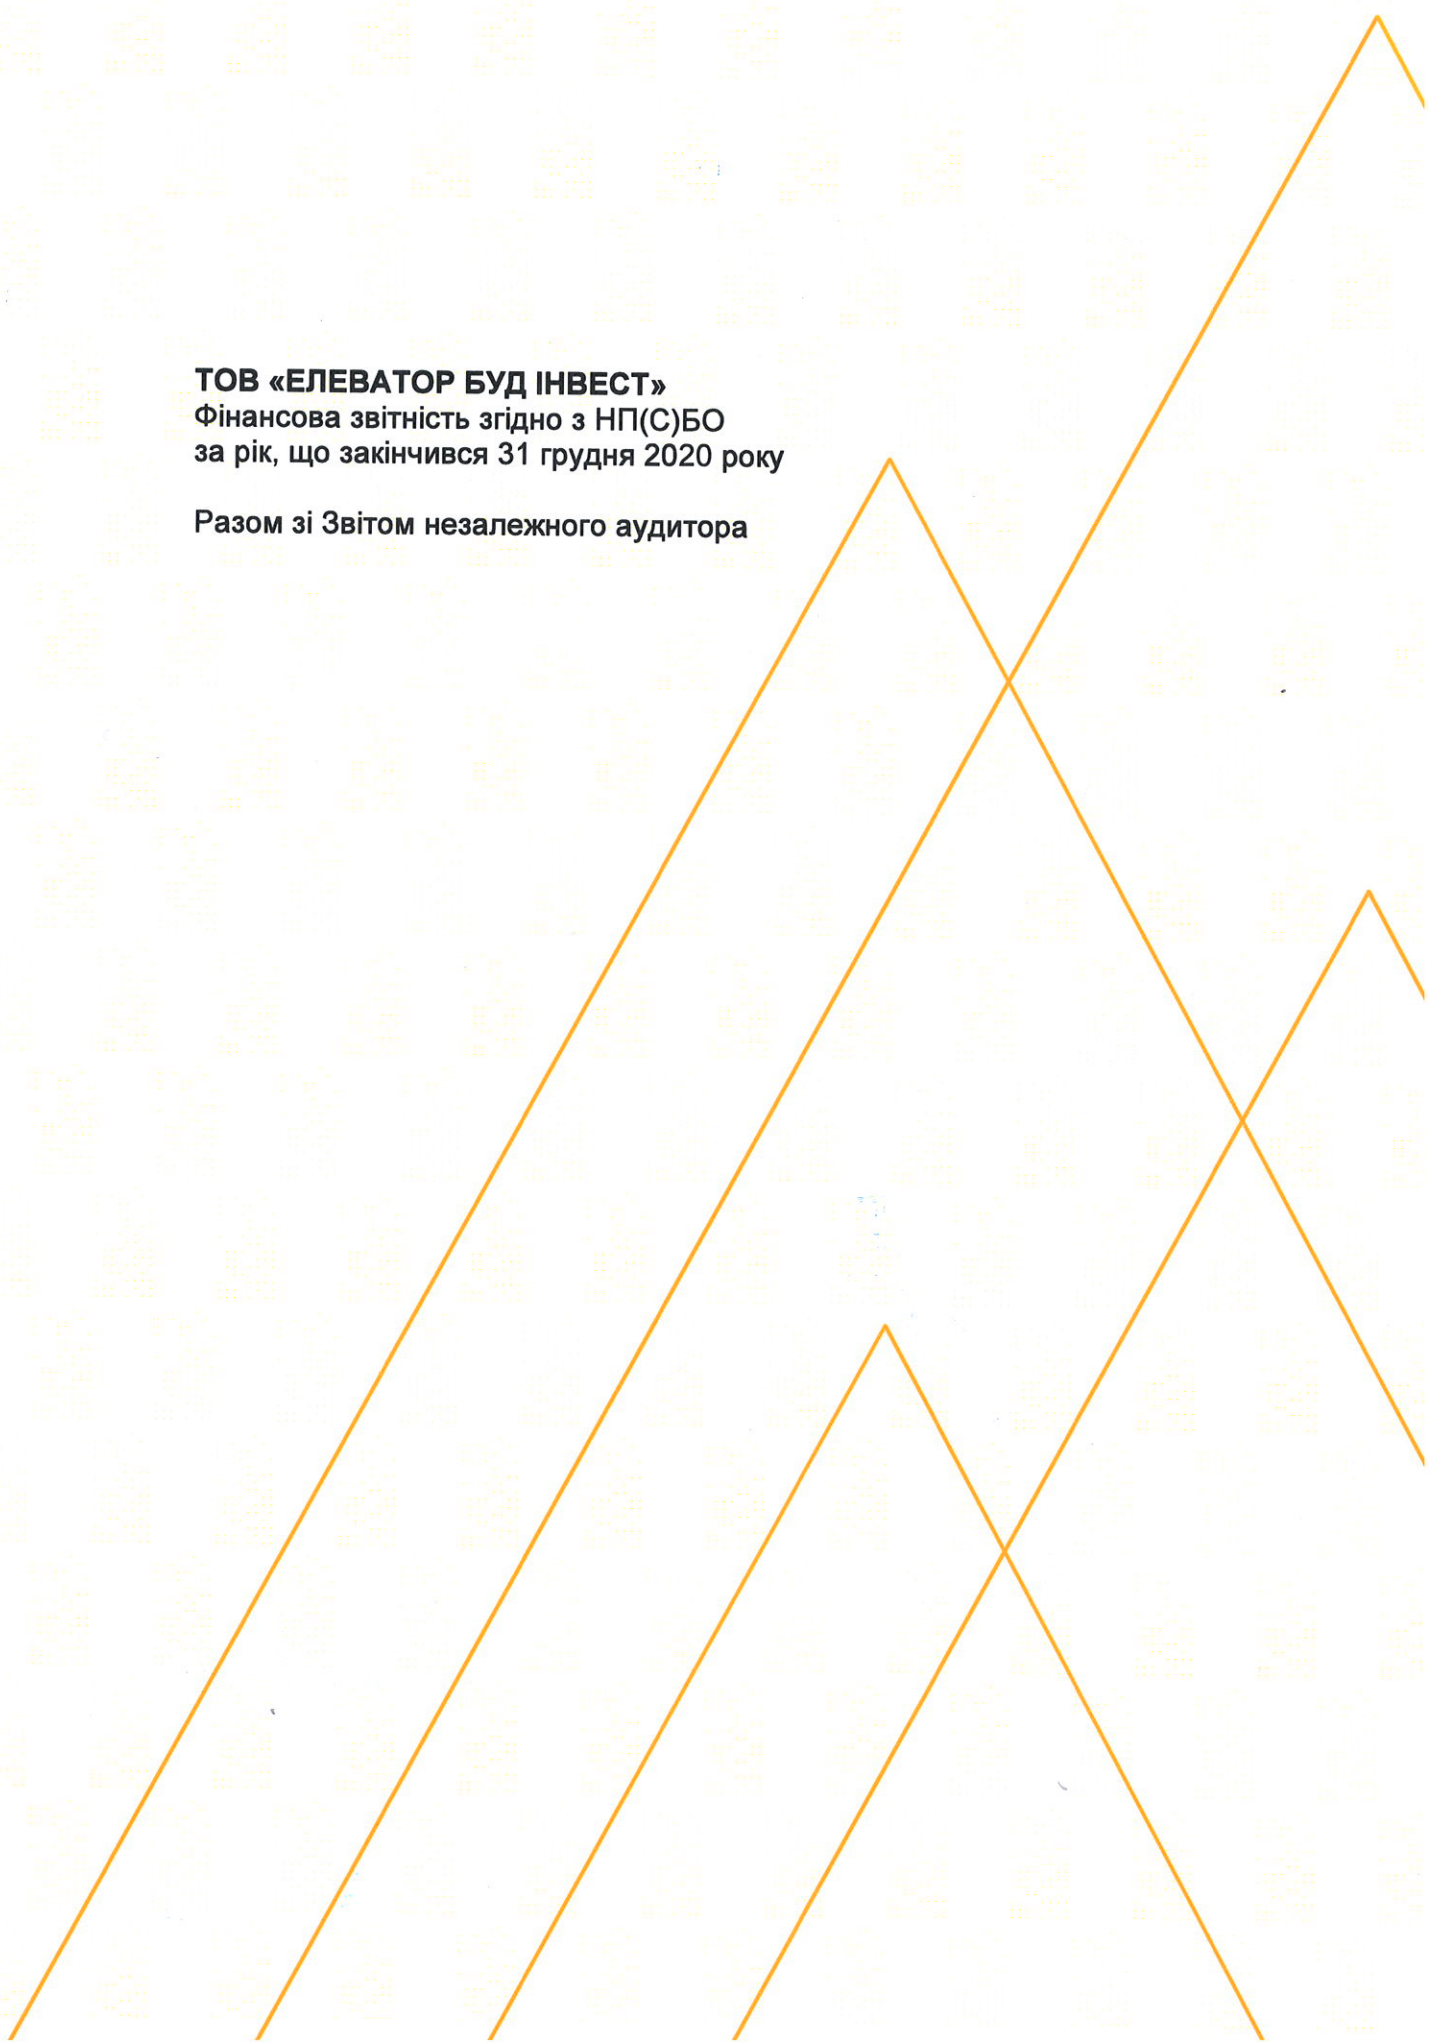 ТОВ «ЕЛЕВАТОР БУД ІНВЕСТ»
Фінансова звітність згідно з НП(С)БО
за рік, що закінчився 31 грудня 2020 року
Разом зі Звітом незалежного аудитора